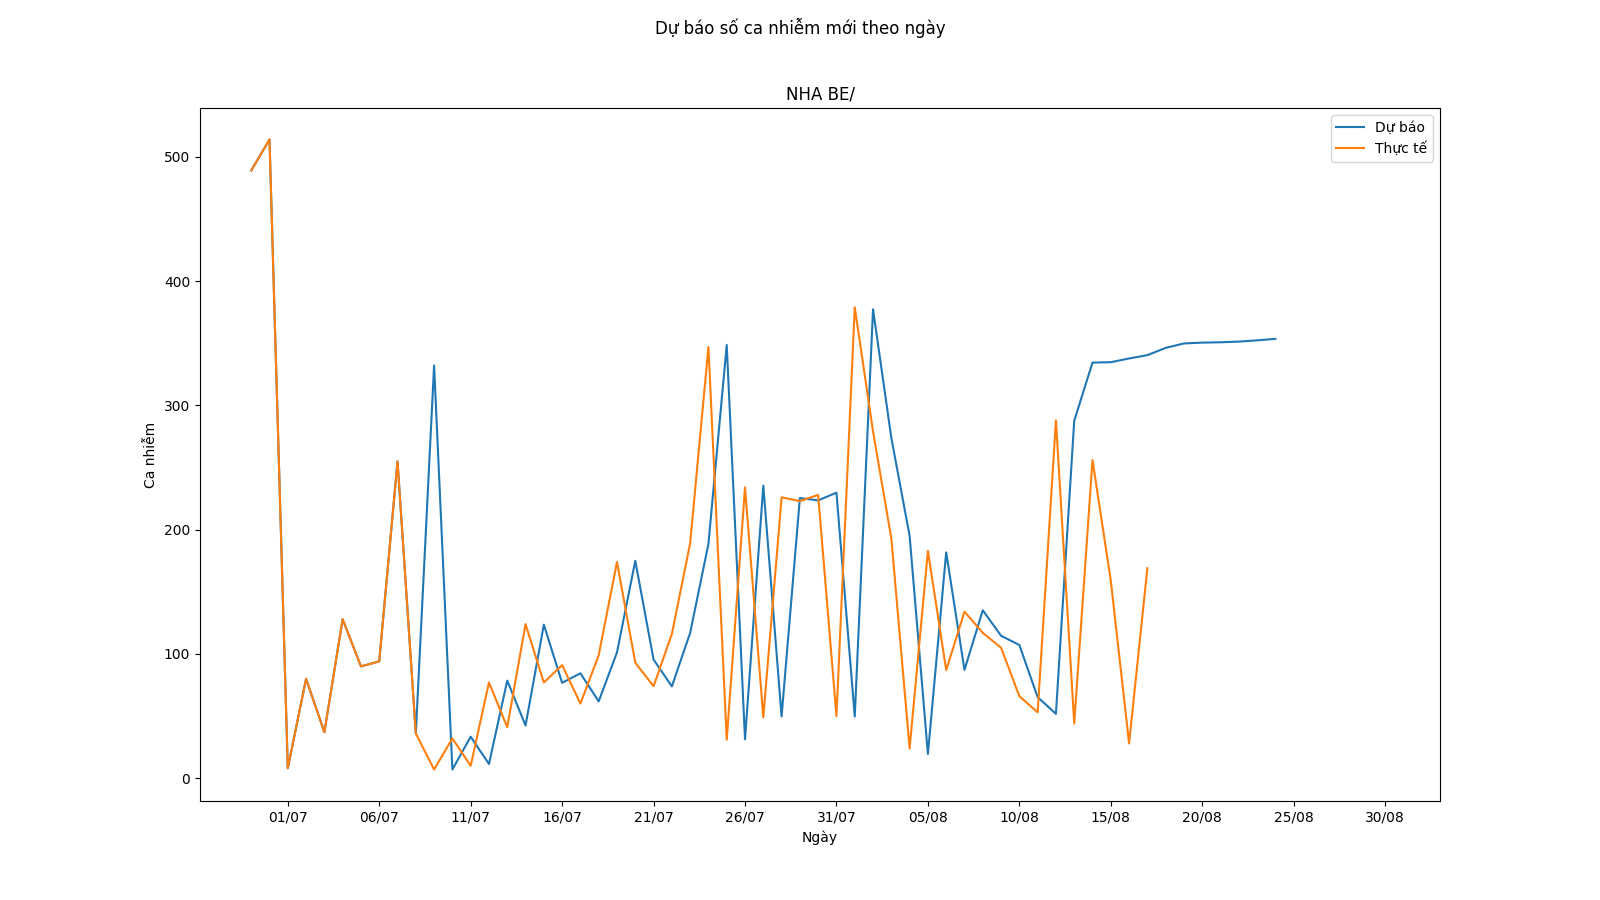 Dự báo số ca nhiễm mới theo ngày
NHA BE/
Dự báo
Thực tế
500
400
300
200
100
0
Ca nhiễm
01/07 06/07 11/07 16/07 21/07 26/07 31/07 05/08 10/08 15/08 20/08 25/08 30/08
Ngày